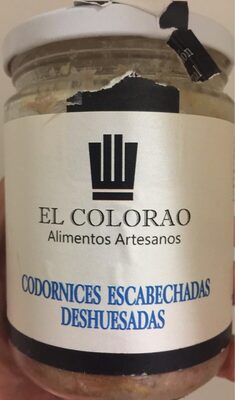 EL COLORAO
Alimentos Artesanos
CODORNICES ESCABECHADAS
DESHUESADAS